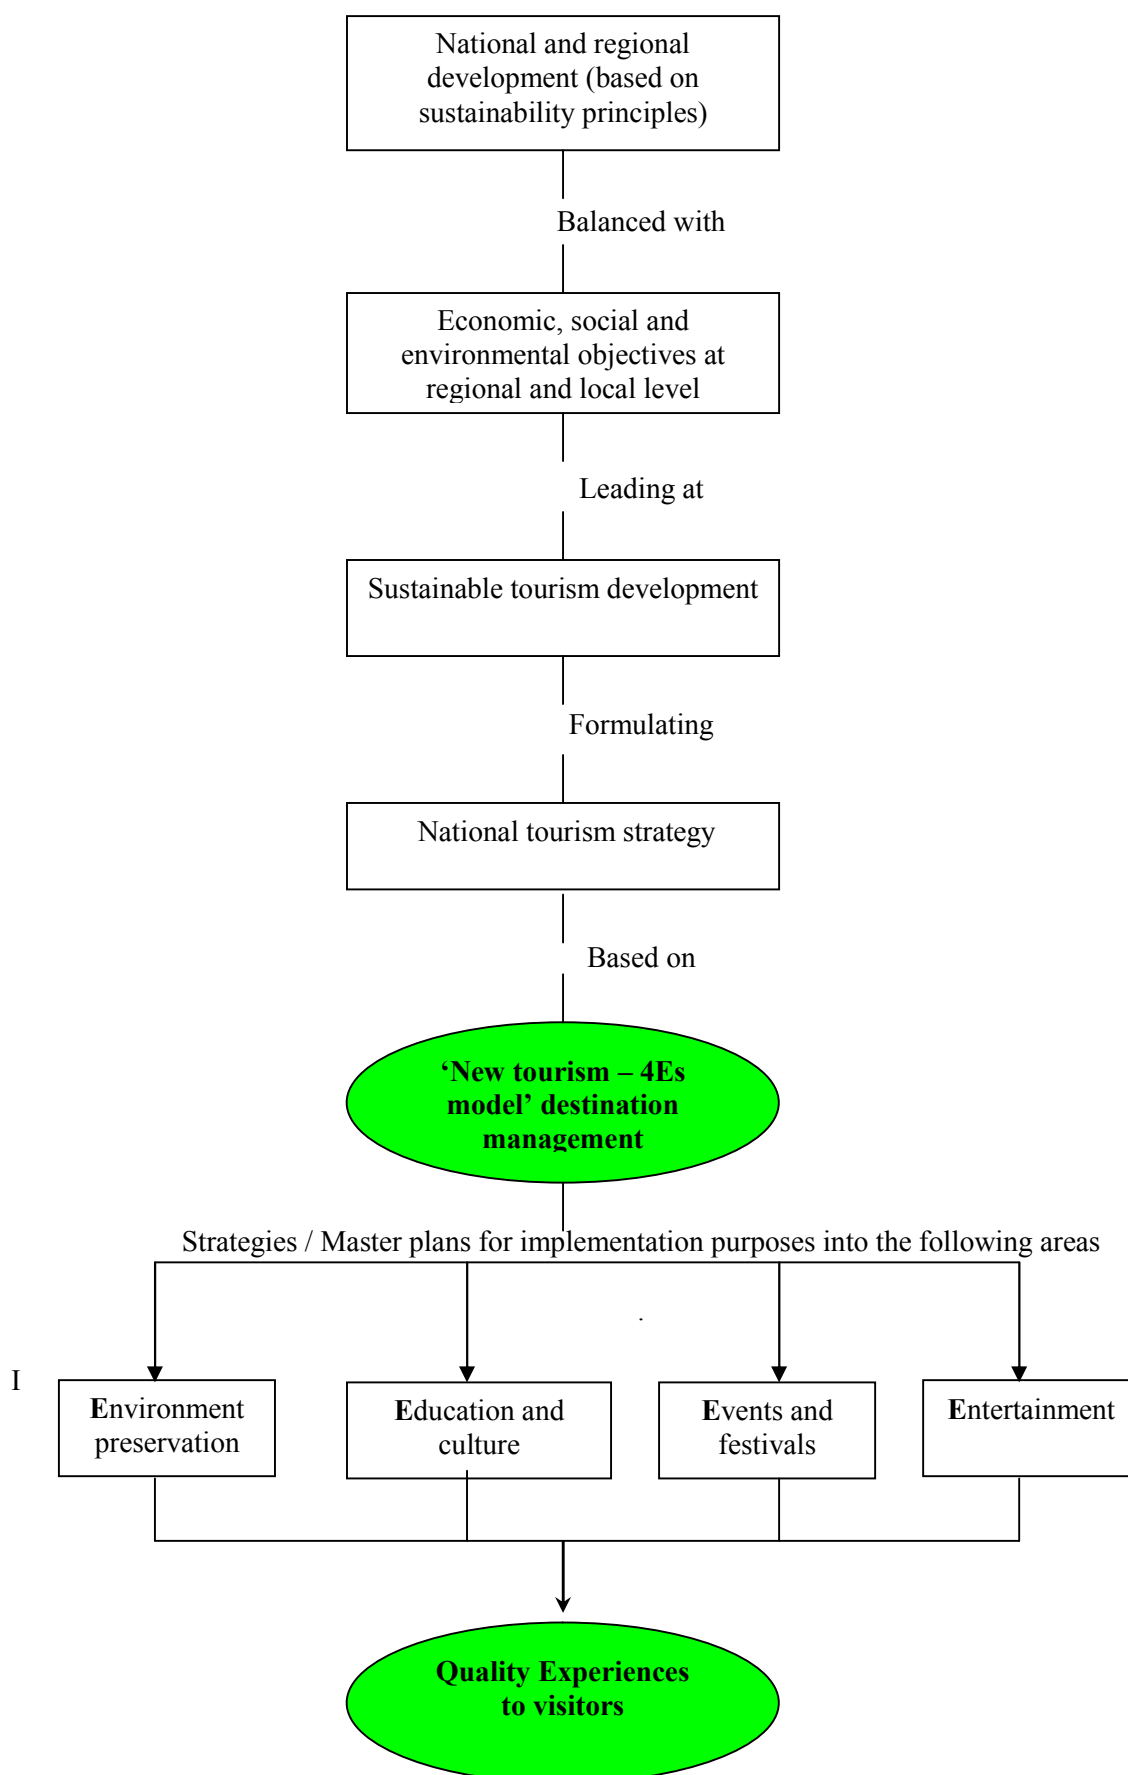 National and regional
development (based on
sustainability principles)
Balanced with
Economic, social and
environmental objectives at
regional and local level
Leading at
Sustainable tourism development
Formulating
National tourism strategy
Based on
‘New tourism – 4Es
model’ destination
management
Strategies / Master plans for implementation purposes into the following areas
.
I
Environment
preservation
Education and
culture
Events and
festivals
Entertainment
Quality Experiences
to visitors